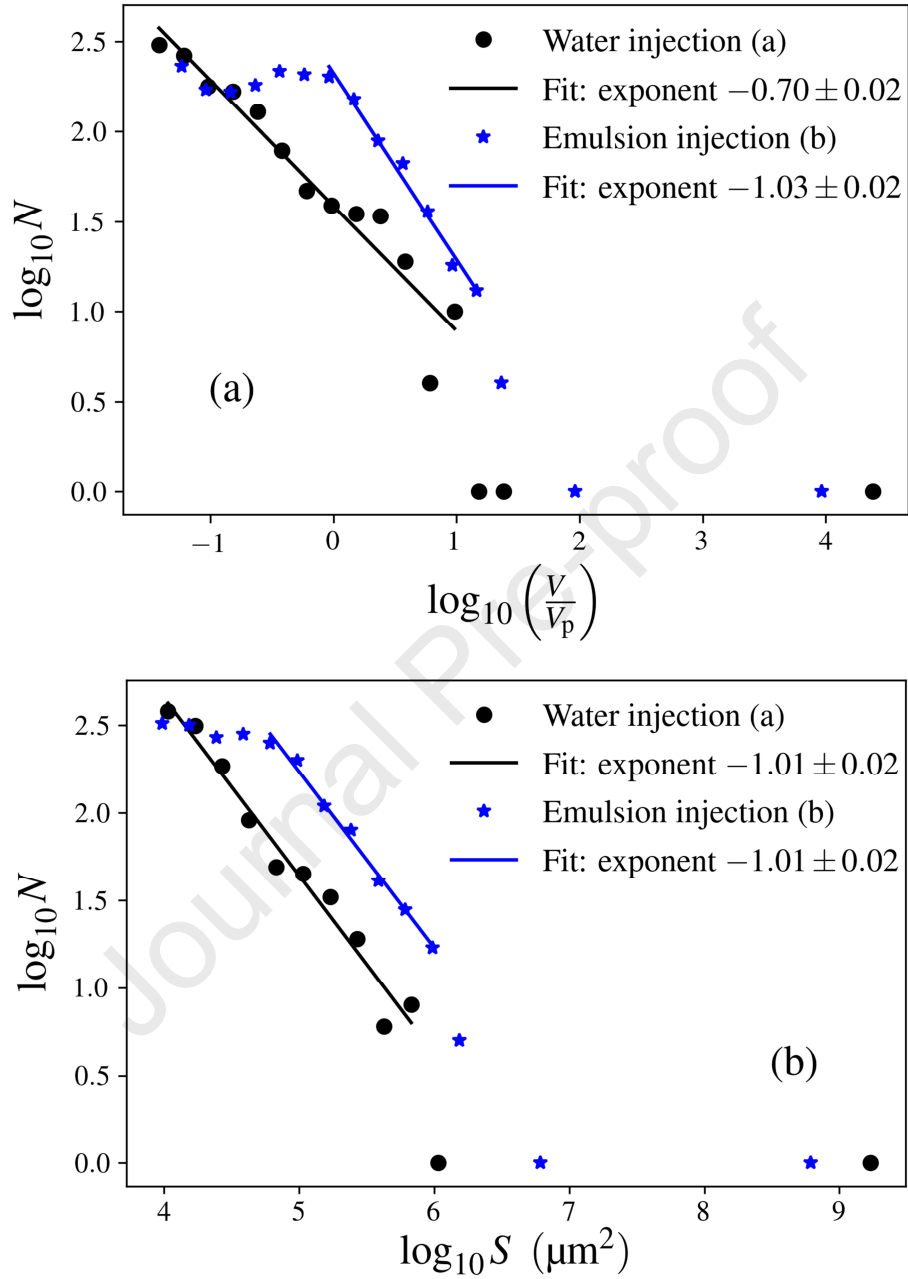 Water injection (a)
Fit: exponent −0.70 ± 0.02
Emulsion injection (b)
Fit: exponent −1.03 ± 0.02
2.5
2.0
1.5
1.0
0.5
0.0
log₁₀N
(a)
−1 0 1 2 3 4
log₁₀(V/Vₚ)
Journal Pre-proof
Water injection (a)
Fit: exponent −1.01 ± 0.02
Emulsion injection (b)
Fit: exponent −1.01 ± 0.02
2.5
2.0
1.5
1.0
0.5
0.0
log₁₀N
(b)
4 5 6 7 8 9
log₁₀S (μm²)